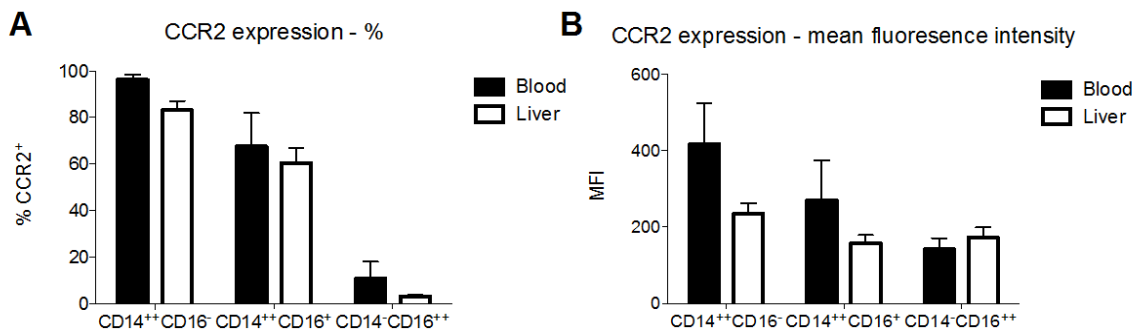 A
CCR2 expression - %
100
80
60
40
20
0
% CCR2⁺
CD14⁺⁺CD16⁻ CD14⁺⁺CD16⁺ CD14⁻CD16⁺⁺
Blood
Liver
B
CCR2 expression - mean fluoresence intensity
600
400
200
0
MFI
CD14⁺⁺CD16⁻ CD14⁺⁺CD16⁺ CD14⁻CD16⁺⁺
Blood
Liver